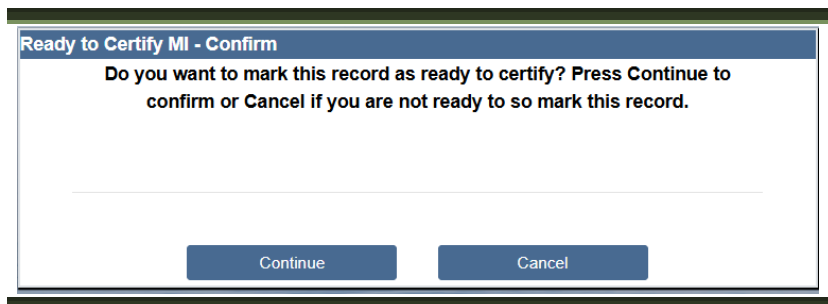 Ready to Certify MI - Confirm
Do you want to mark this record as ready to certify? Press Continue to
confirm or Cancel if you are not ready to so mark this record.
Continue
Cancel